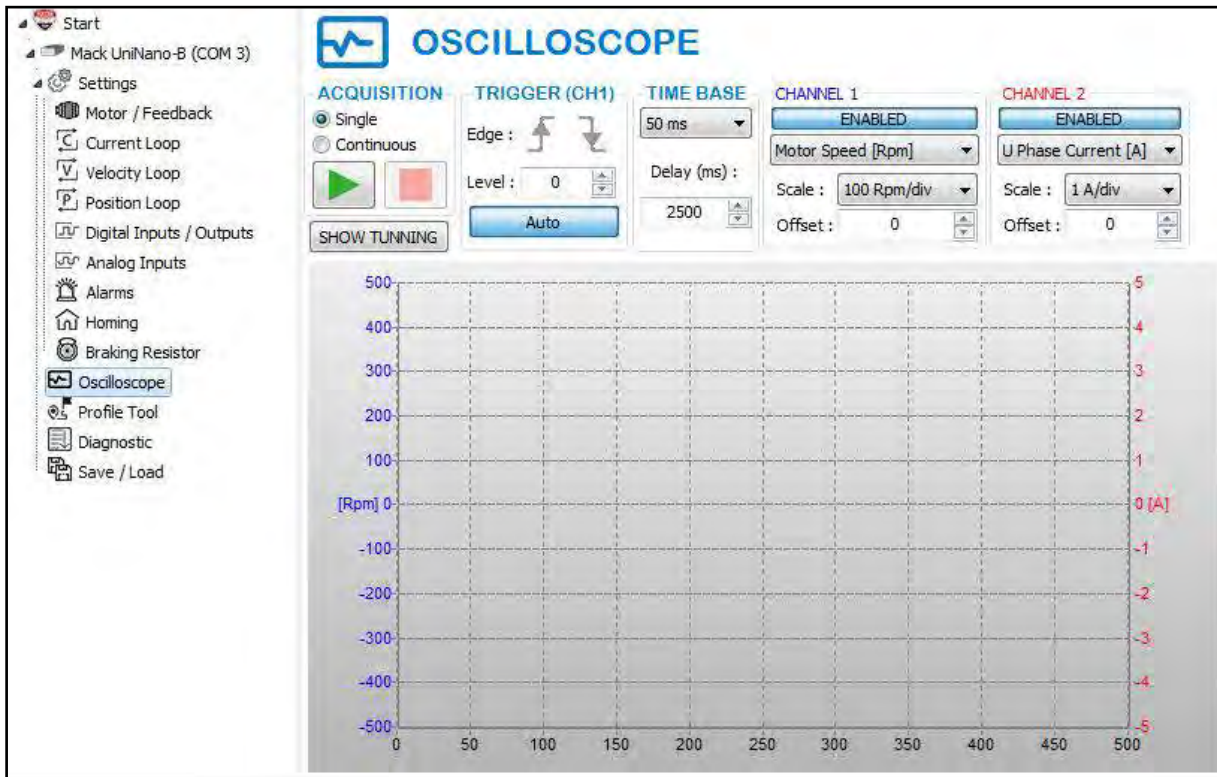 Start
Mack UniNano-B (COM 3)
Settings
Motor / Feedback
Current Loop
Velocity Loop
Position Loop
Digital Inputs / Outputs
Analog Inputs
Alarms
Homing
Braking Resistor
Oscilloscope
Profile Tool
Diagnostic
Save / Load
OSCILLOSCOPE
ACQUISITION
Single
Continuous
SHOW TUNNING
TRIGGER (CH1)
Edge :
Level : 0
Auto
TIME BASE
50 ms
Delay (ms) :
2500
CHANNEL 1
ENABLED
Motor Speed [Rpm]
Scale : 100 Rpm/div
Offset : 0
CHANNEL 2
ENABLED
U Phase Current [A]
Scale : 1 A/div
Offset : 0
500 5
400 4
300 3
200 2
100 1
[Rpm] 0 0 [A]
-100 -1
-200 -2
-300 -3
-400 -4
-500 -5
0 50 100 150 200 250 300 350 400 450 500